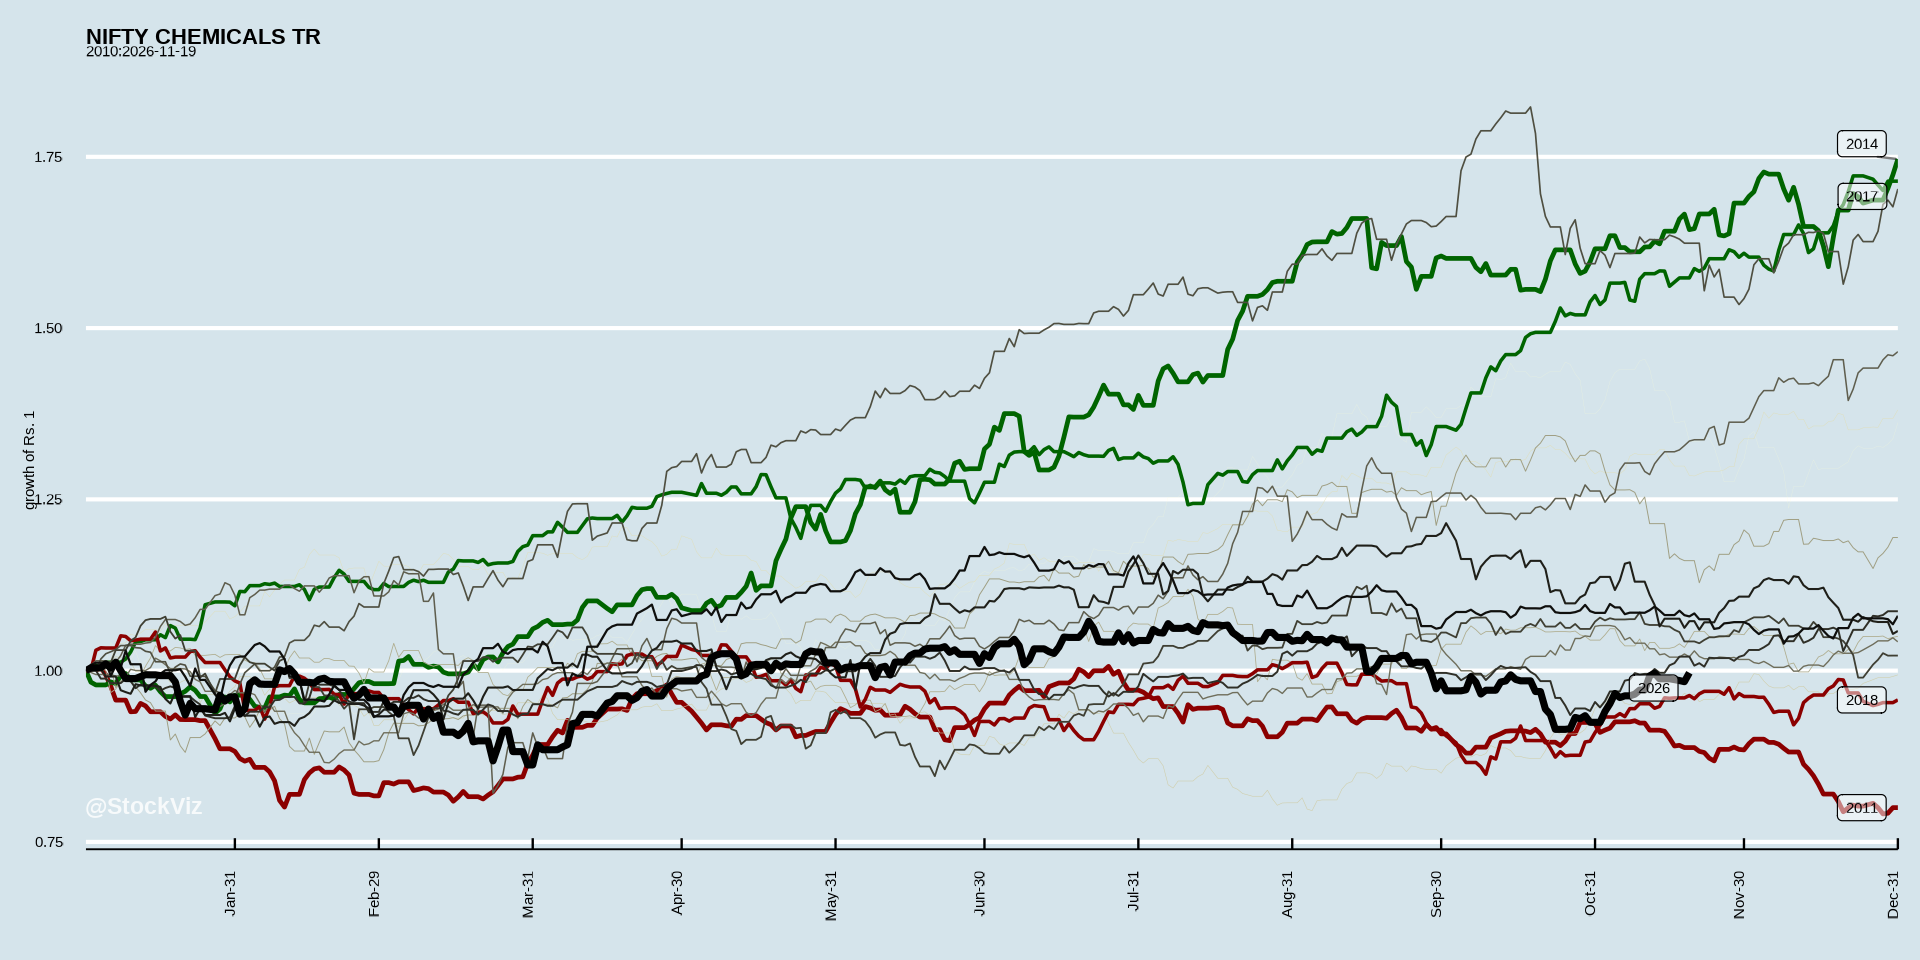 NIFTY CHEMICALS TR
2010:2026-11-19
growth of Rs. 1
1.75
1.50
1.25
1.00
0.75
2014
2017
2026
2018
2011
@StockViz
Jan-31
Feb-29
Mar-31
Apr-30
May-31
Jun-30
Jul-31
Aug-31
Sep-30
Oct-31
Nov-30
Dec-31